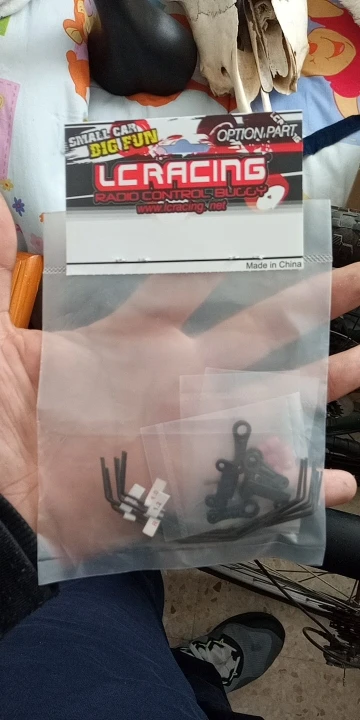 SMALL CAR
BIG FUN
OPTION PART
LC RACING
RADIO CONTROL BUGGY
www.lcracing.net
Made in China